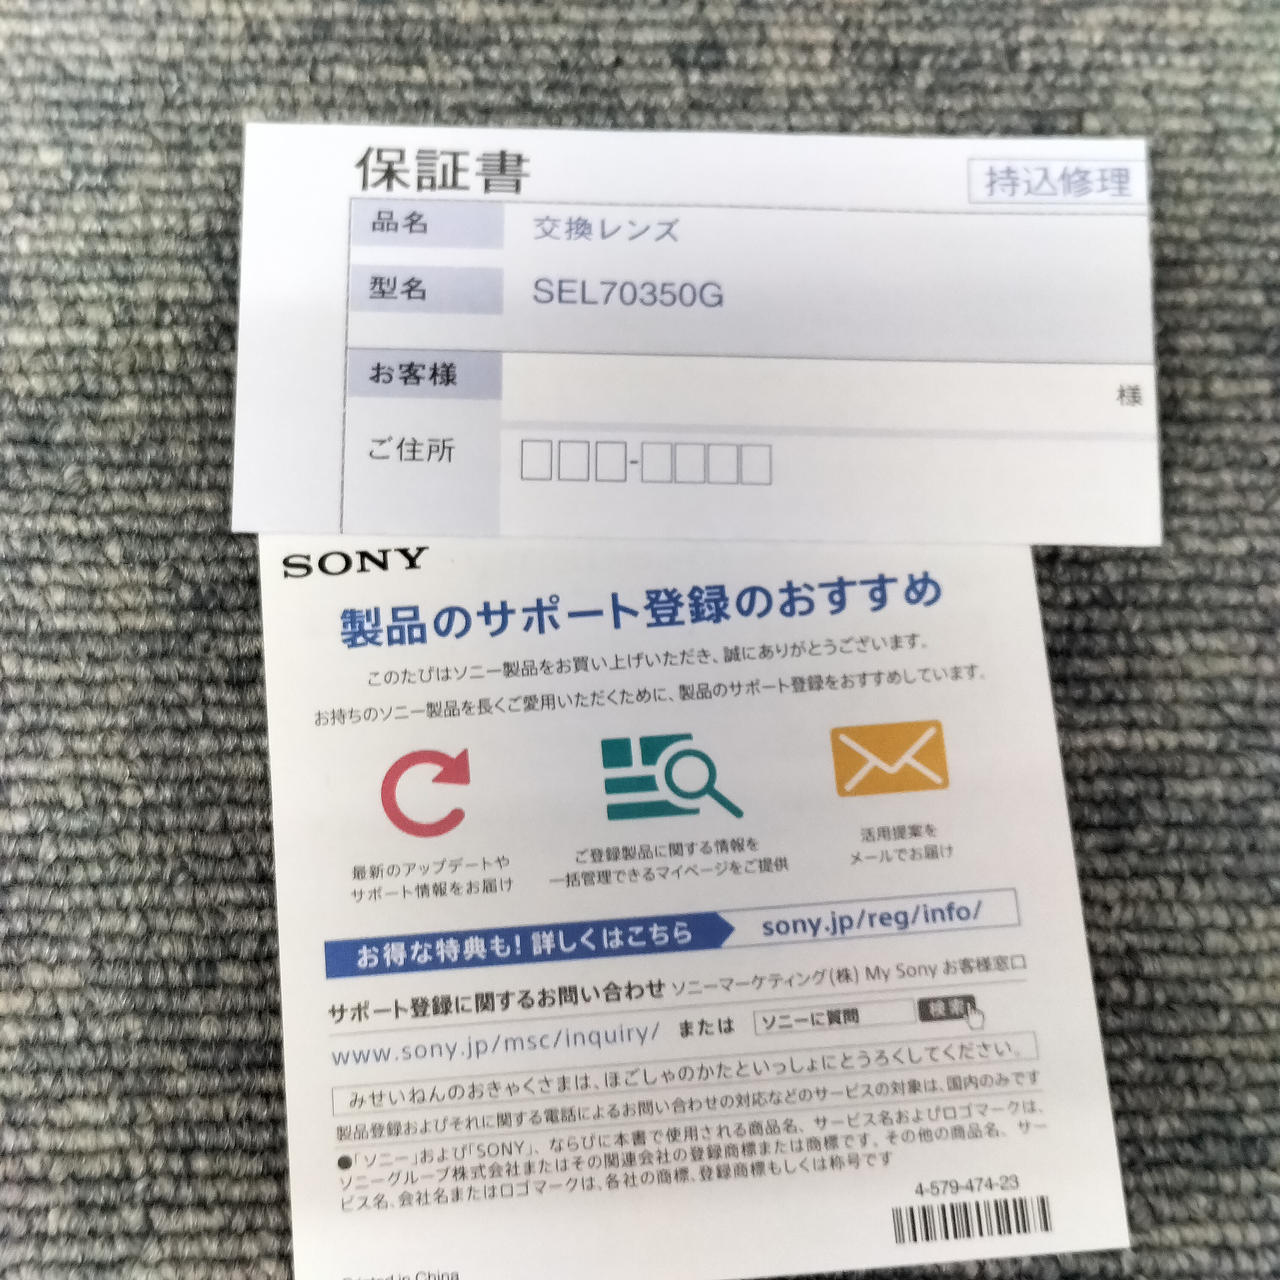 保証書
持込修理
品名 交換レンズ
型名 SEL70350G
お客様
様
ご住所
SONY
製品のサポート登録のおすすめ
このたびはソニー製品をお買い上げいただき、誠にありがとうございます。
お持ちのソニー製品を長くご愛用いただくために、製品のサポート登録をおすすめしています。
最新のアップデートや
サポート情報をお届け
ご登録製品に関する情報を
一括管理できるマイページをご提供
活用提案を
メールでお届け
お得な特典も! 詳しくはこちら sony.jp/reg/info/
サポート登録に関するお問い合わせ ソニーマーケティング(株) My Sony お客様窓口
www.sony.jp/msc/inquiry/ または ソニーに質問 検索
みせいねんのおきゃくさまは、ほごしゃのかたといっしょにとうろくしてください。
製品登録およびそれに関する電話によるお問い合わせの対応などのサービスの対象は、国内のみです
●「ソニー」および「SONY」、ならびに本書で使用される商品名、サービス名およびロゴマークは、
ソニーグループ株式会社またはその関連会社の登録商標または商標です。その他の商品名、サー
ビス名、会社名またはロゴマークは、各社の商標、登録商標もしくは称号です
4-579-474-23
Printed in China